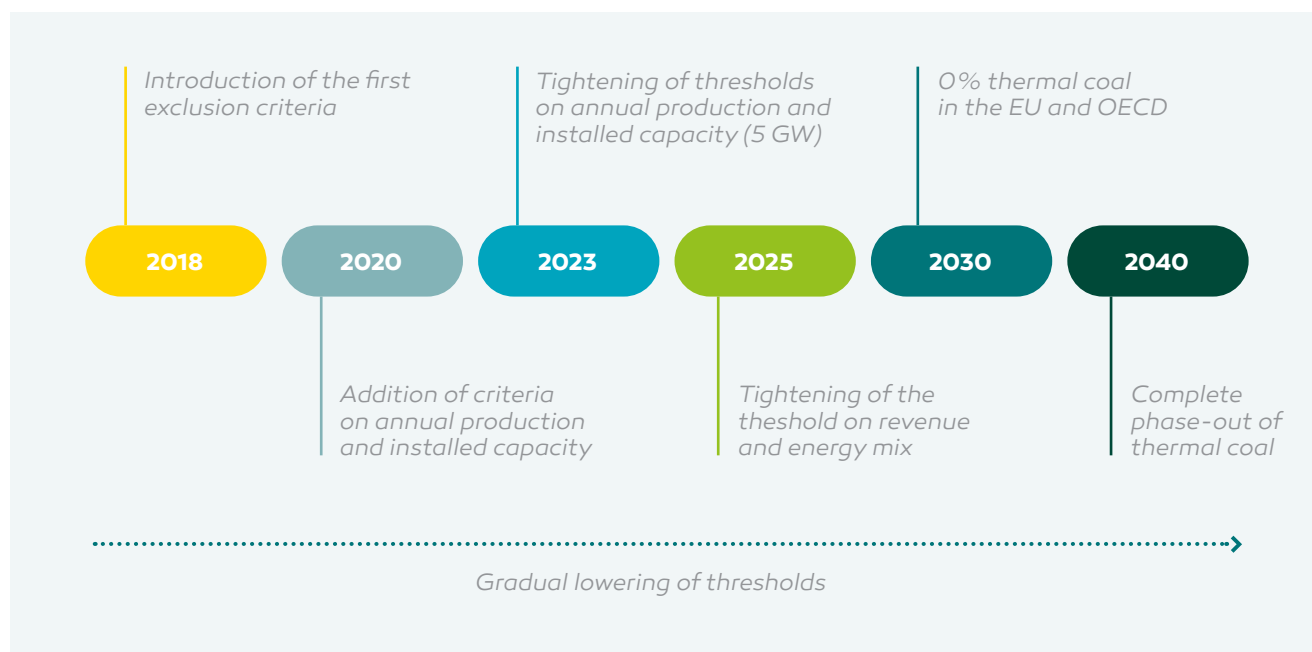 Introduction of the first
exclusion criteria
Tightening of thresholds
on annual production and
installed capacity (5 GW)
0% thermal coal
in the EU and OECD
2018
2020
2023
2025
2030
2040
Addition of criteria
on annual production
and installed capacity
Tightening of the
theshold on revenue
and energy mix
Complete
phase-out of
thermal coal
Gradual lowering of thresholds